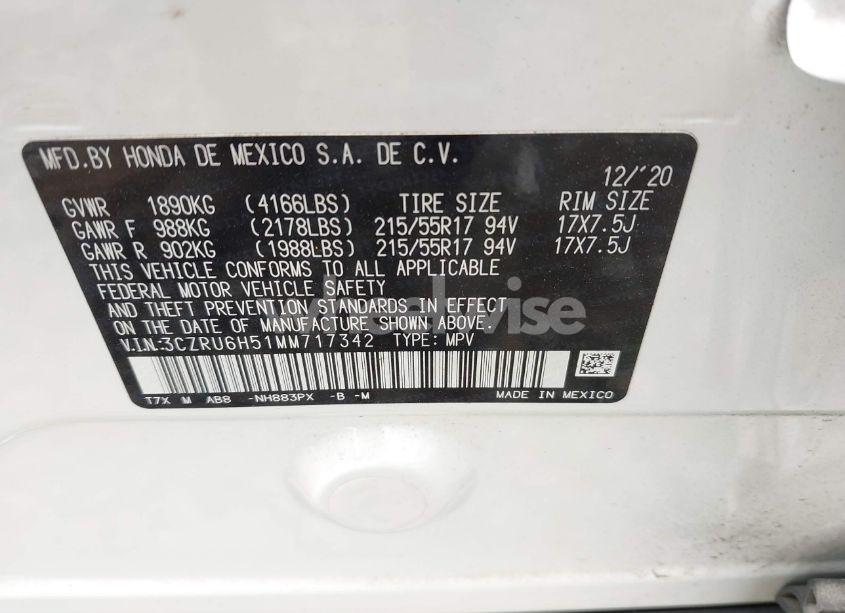 MFD.BY HONDA DE MEXICO S.A. DE C.V.
12/'20
GVWR 1890KG (4166LBS) TIRE SIZE RIM SIZE
GAWR F 988KG (2178LBS) 215/55R17 94V 17X7.5J
GAWR R 902KG (1988LBS) 215/55R17 94V 17X7.5J
THIS VEHICLE CONFORMS TO ALL APPLICABLE
FEDERAL MOTOR VEHICLE SAFETY
AND THEFT PREVENTION STANDARDS IN EFFECT
ON THE DATE OF MANUFACTURE SHOWN ABOVE.
V.I.N:3CZRU6H51MM717342 TYPE: MPV
T7X M AB8 -NH883PX -B -M MADE IN MEXICO
wheelwise